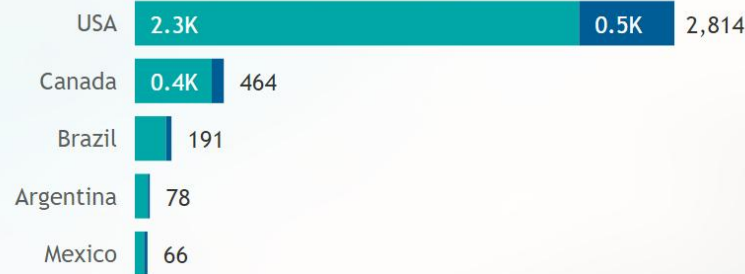 USA 2.3K 0.5K 2,814
Canada 0.4K 464
Brazil 191
Argentina 78
Mexico 66